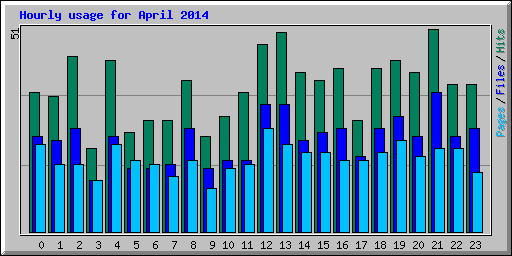 Hourly usage for April 2014
51
Pages / Files / Hits
0 1 2 3 4 5 6 7 8 9 10 11 12 13 14 15 16 17 18 19 20 21 22 23